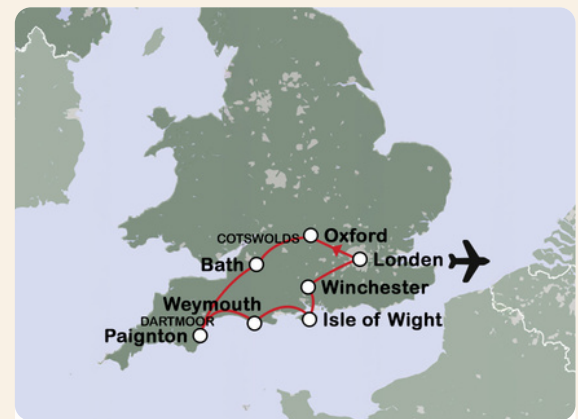 COTSWOLDS
Oxford
Londen
Bath
Winchester
Weymouth
DARTMOOR
Isle of Wight
Paignton